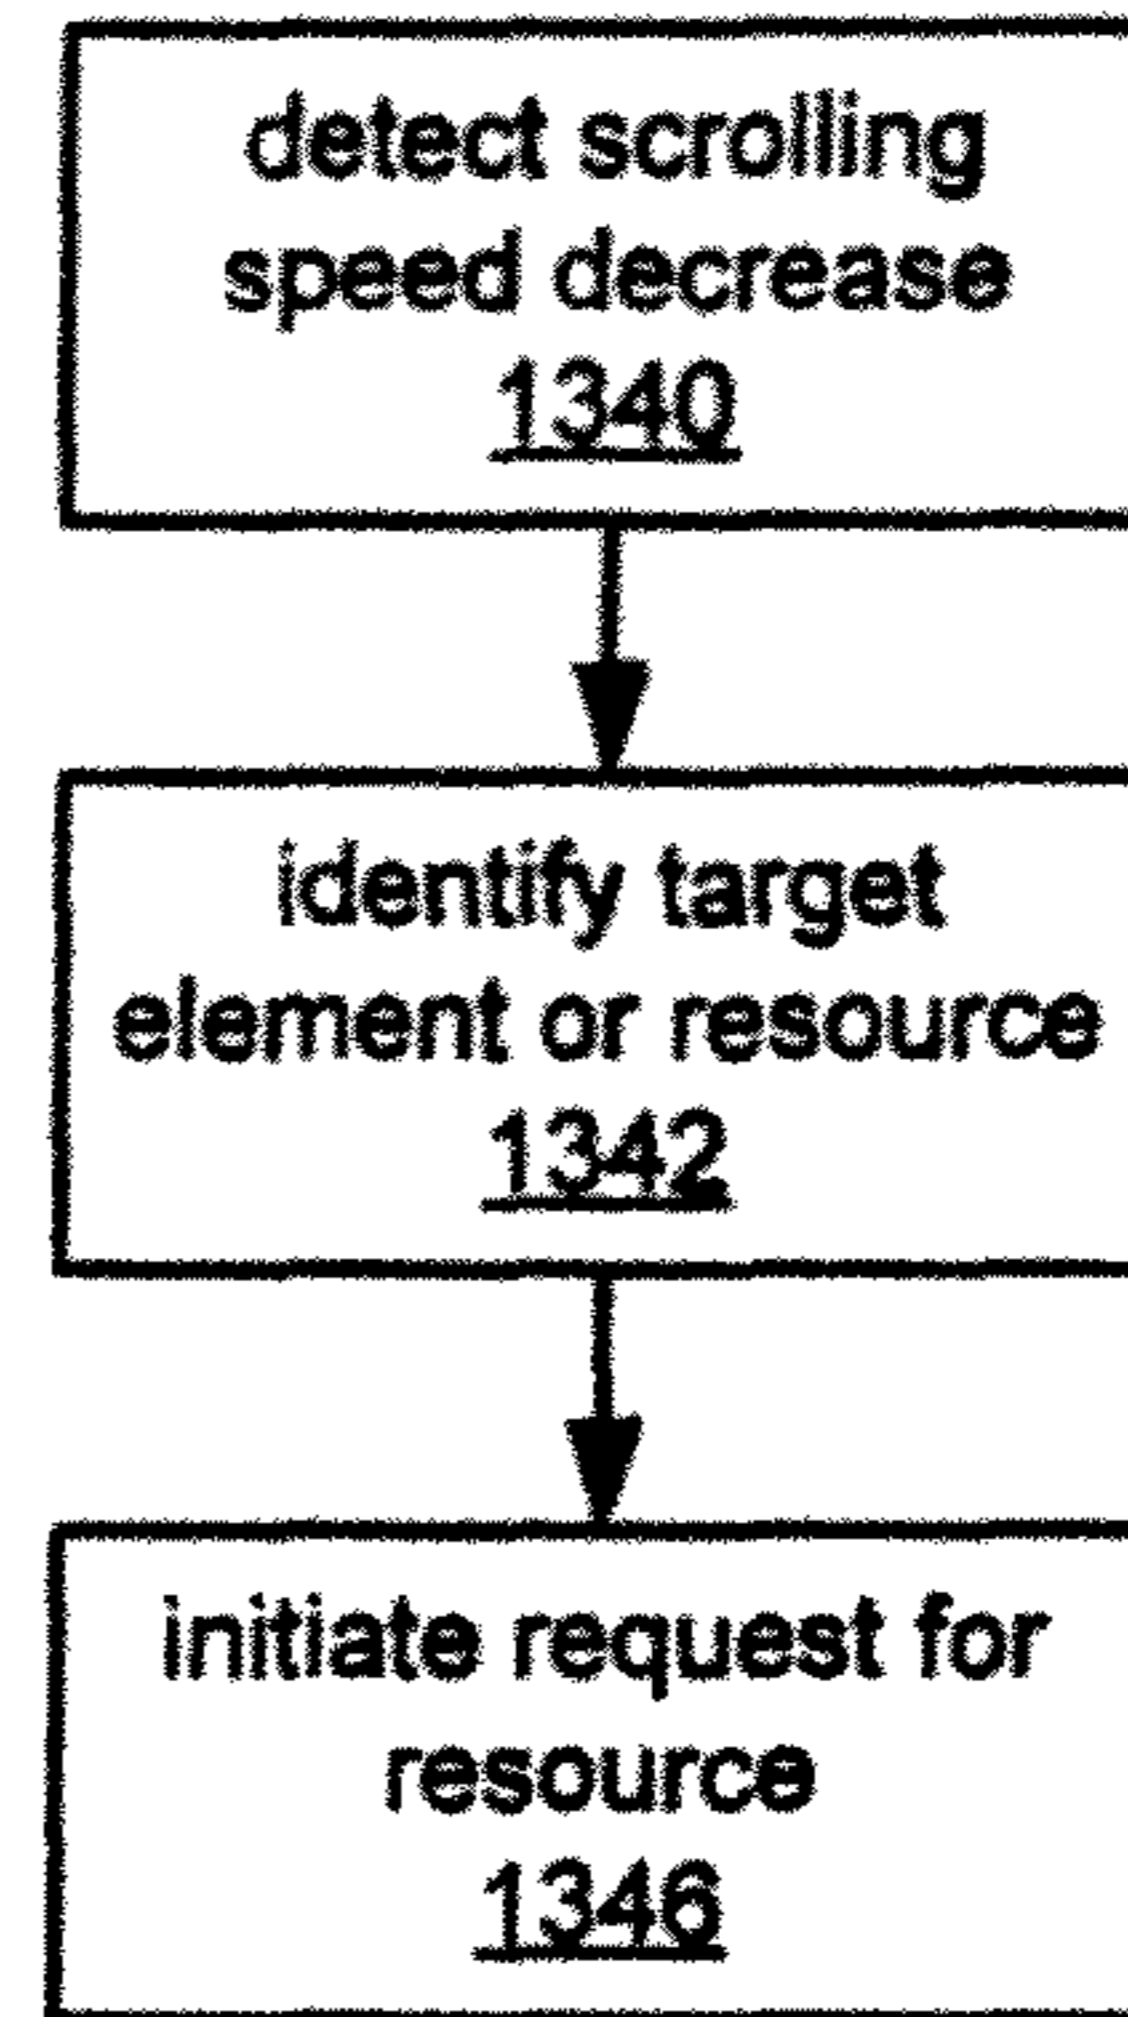 detect scrolling
speed decrease
1340
identify target
element or resource
1342
initiate request for
resource
1346